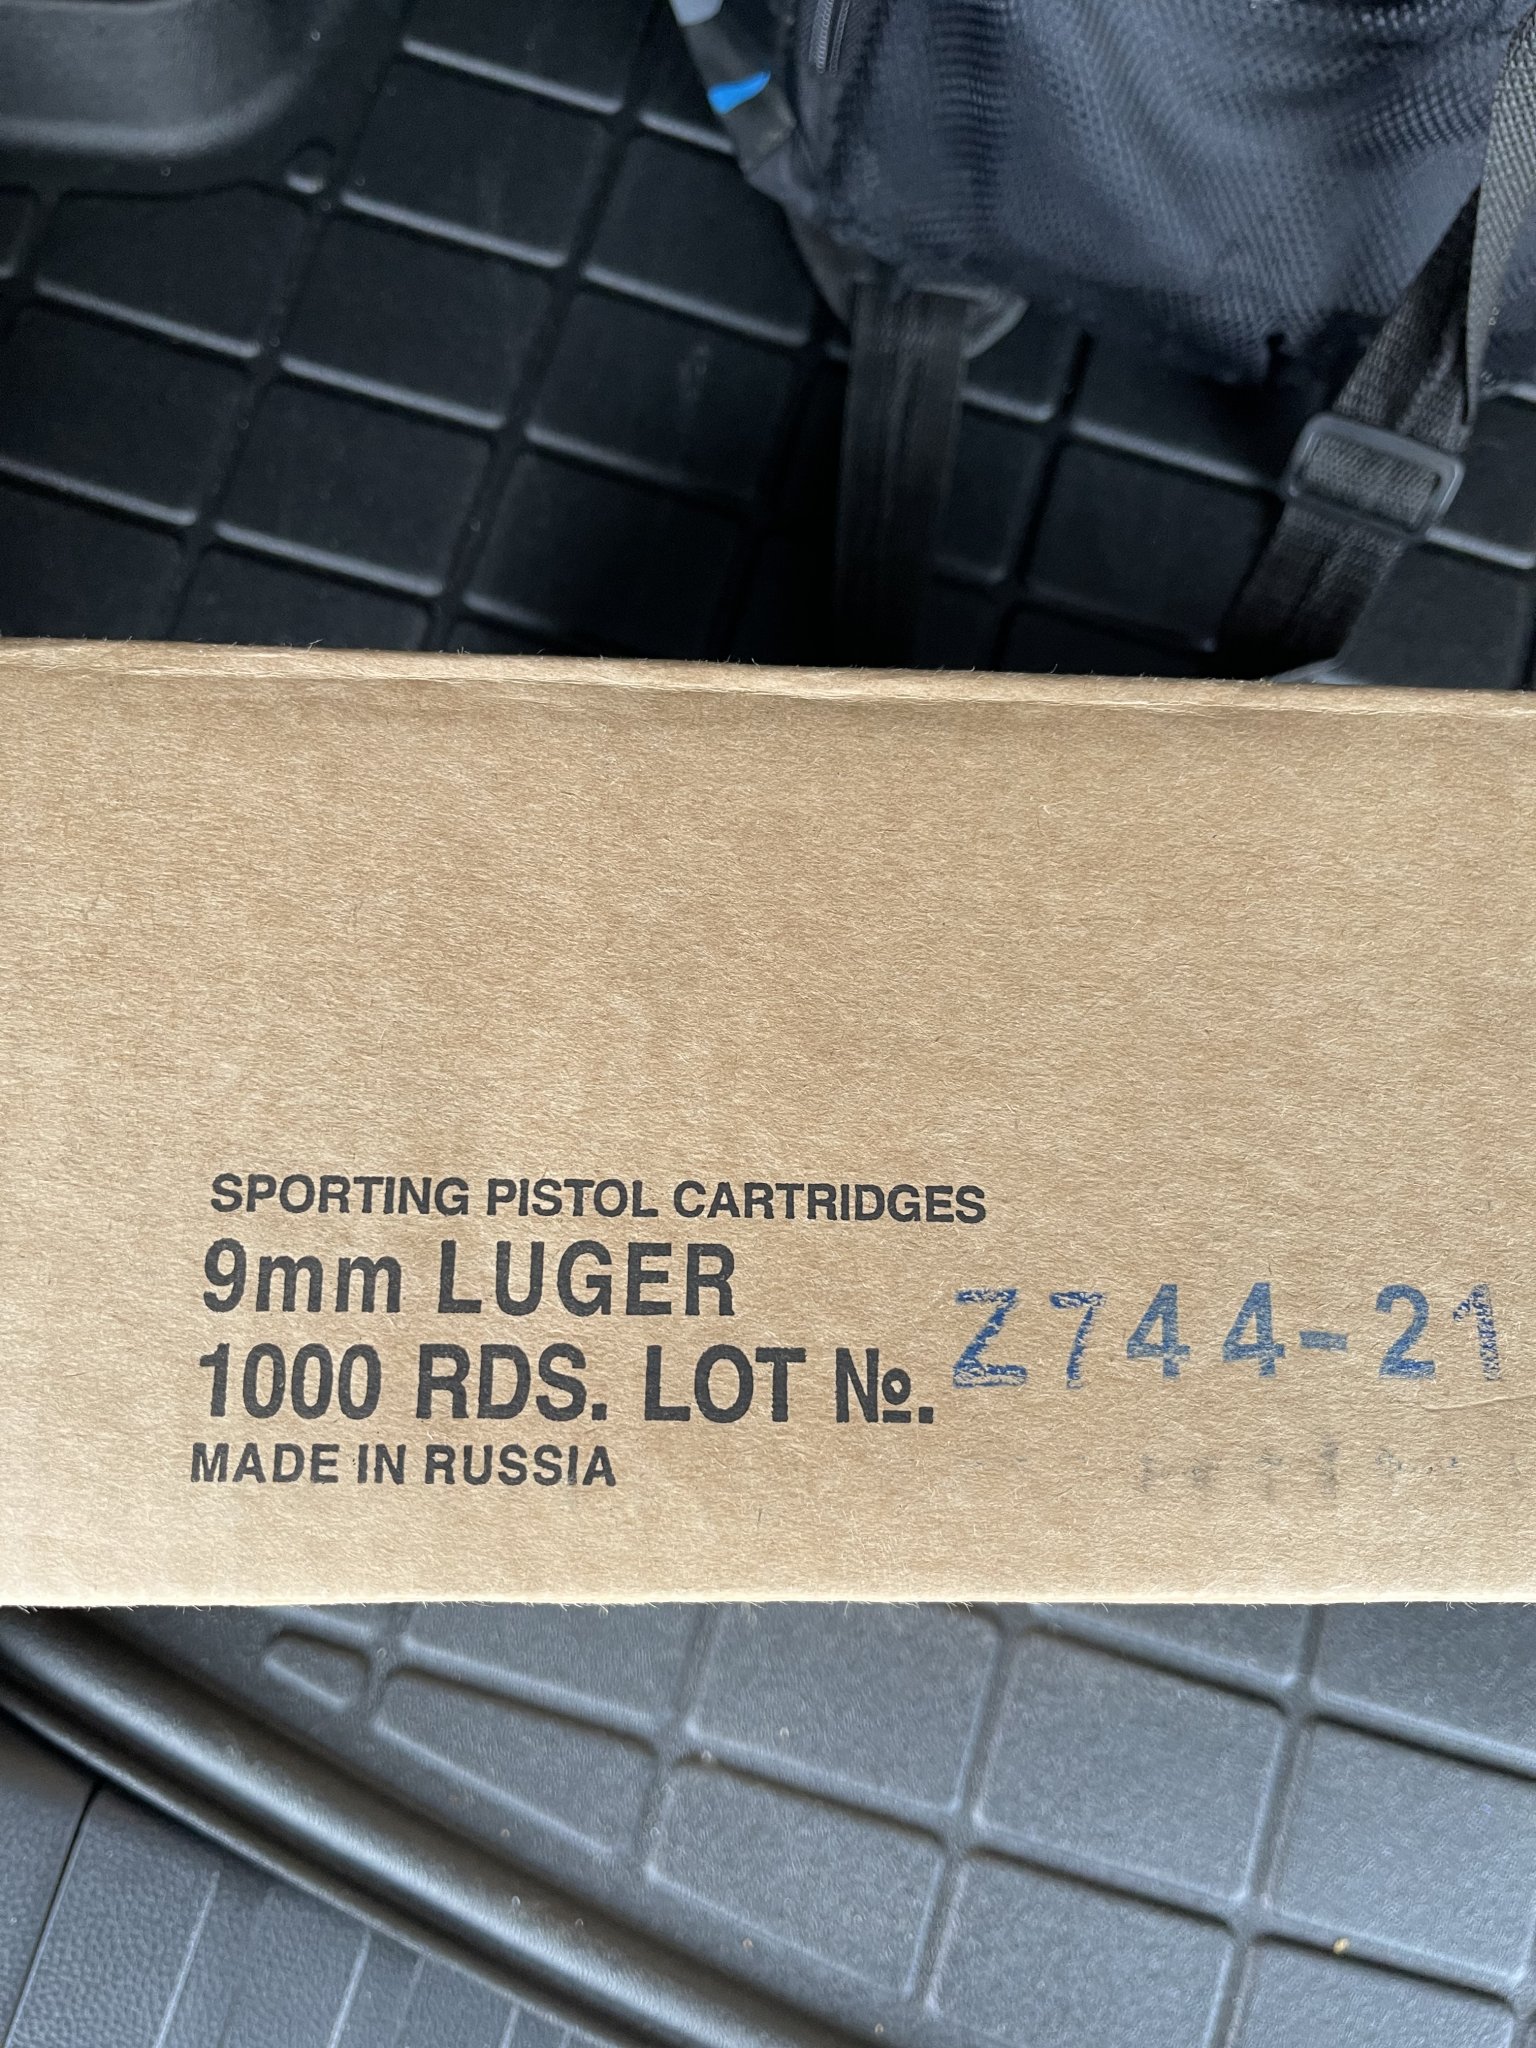 SPORTING PISTOL CARTRIDGES
9mm LUGER
1000 RDS. LOT №. Z744-21
MADE IN RUSSIA